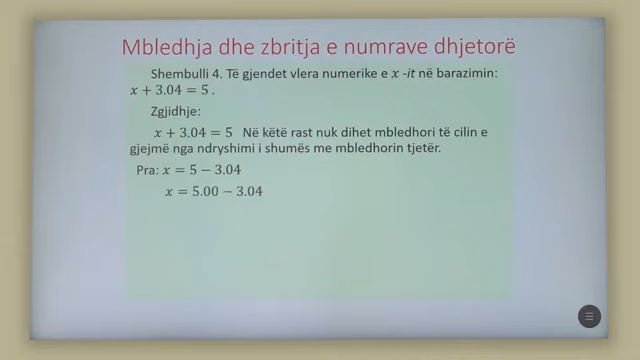 Mbledhja dhe zbritja e numrave dhjetorë
Shembulli 4. Të gjendet vlera numerike e x -it në barazimin:
x + 3.04 = 5 .
Zgjidhje:
x + 3.04 = 5 Në këtë rast nuk dihet mbledhori të cilin e
gjejmë nga ndryshimi i shumës me mbledhorin tjetër.
Pra: x = 5 − 3.04
x = 5.00 − 3.04